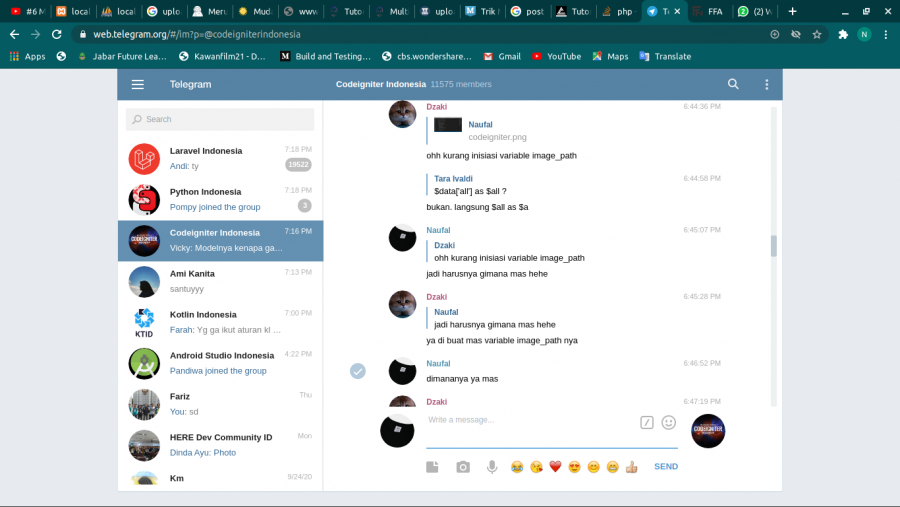 #6 M
local
local
uplo
Meru
Muda
www
Tuto
Mult
uplo
Trik M
post
Tuto
php -
Te
FFA
(2) W
web.telegram.org/#/im?p=@codeigniterindonesia
N
Apps
Jabar Future Lea...
Kawanfilm21 - D...
Build and Testing...
cbs.wondershare...
Gmail
YouTube
Maps
Translate
Telegram
Codeigniter Indonesia 11575 members
Search
Laravel Indonesia 7:18 PM
Andi: ty 19522
Python Indonesia 7:18 PM
Pompy joined the group 3
Codeigniter Indonesia 7:16 PM
Vicky: Modelnya kenapa ga...
Ami Kanita 7:13 PM
santuyyy
Kotlin Indonesia 7:00 PM
Farah: Yg ga ikut aturan kl ...
KTID
Android Studio Indonesia 4:22 PM
Pandiwa joined the group
Fariz Thu
You: sd
HERE Dev Community ID Mon
Dinda Ayu: Photo
Km 9/24/20
Dzaki 6:44:36 PM
Naufal
codeigniter.png
ohh kurang inisiasi variable image_path
Tara Ivaldi 6:44:58 PM
$data['all'] as $all ?
bukan. langsung $all as $a
Naufal 6:45:07 PM
Dzaki
ohh kurang inisiasi variable image_path
jadi harusnya gimana mas hehe
Dzaki 6:45:28 PM
Naufal
jadi harusnya gimana mas hehe
ya di buat mas variable image_path nya
Naufal 6:46:52 PM
dimananya ya mas
Dzaki 6:47:19 PM
Write a message...
CODEIGNITER
SEND